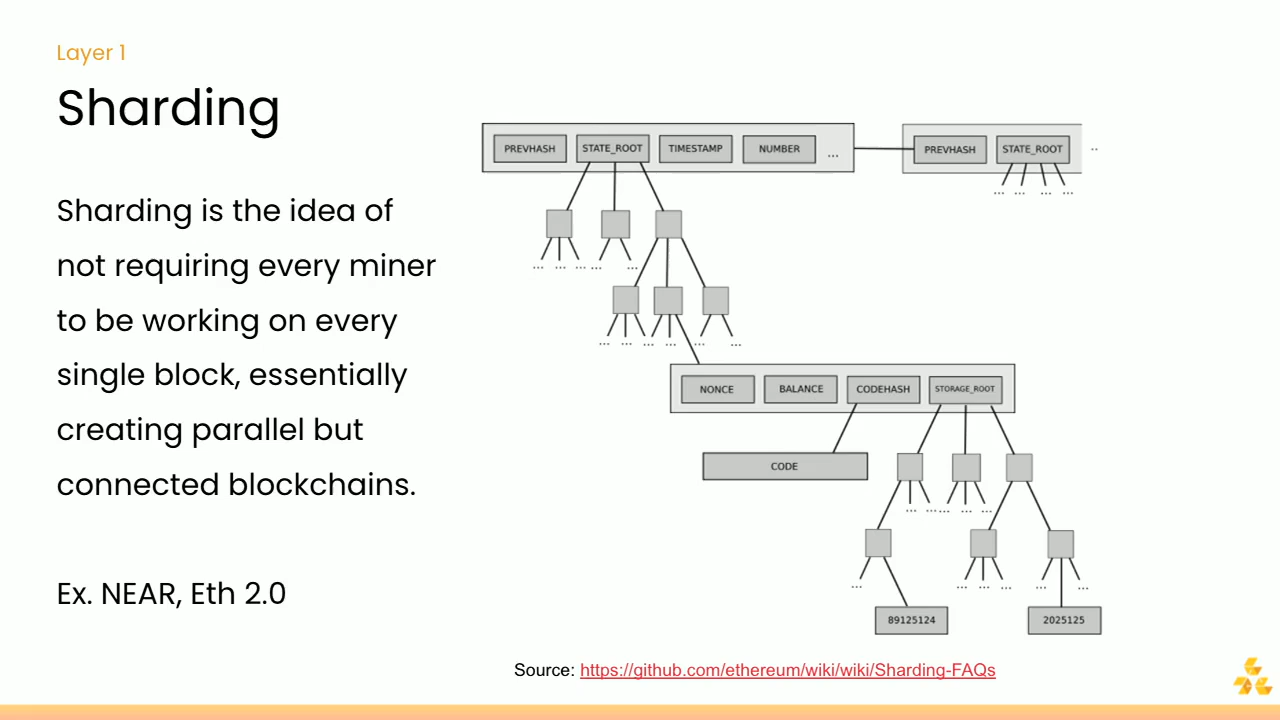 Layer 1
Sharding
Sharding is the idea of
not requiring every miner
to be working on every
single block, essentially
creating parallel but
connected blockchains.
Ex. NEAR, Eth 2.0
PREVHASH STATE_ROOT TIMESTAMP NUMBER ... PREVHASH STATE_ROOT ..
... ... ... ...
... ... ... ... ...
... ... ... ... ... ...
NONCE BALANCE CODEHASH STORAGE_ROOT
CODE
... ... ... ... ...
... ... ... ... ... ...
89125124 2025125
Source: https://github.com/ethereum/wiki/wiki/Sharding-FAQs